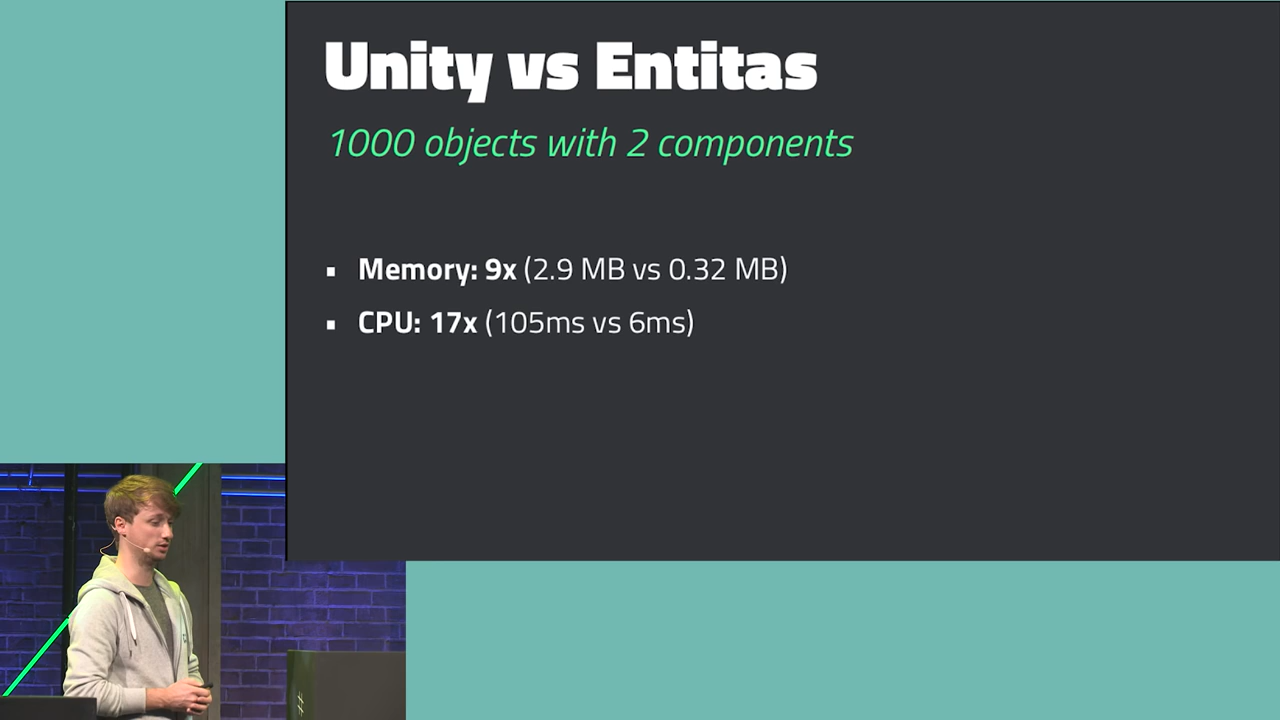 Unity vs Entitas
1000 objects with 2 components
▪ Memory: 9x (2.9 MB vs 0.32 MB)
▪ CPU: 17x (105ms vs 6ms)